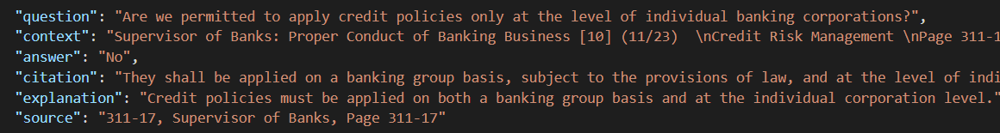 "question": "Are we permitted to apply credit policies only at the level of individual banking corporations?",
"context": "Supervisor of Banks: Proper Conduct of Banking Business [10] (11/23)  \nCredit Risk Management \nPage 311-1
"answer": "No",
"citation": "They shall be applied on a banking group basis, subject to the provisions of law, and at the level of indi
"explanation": "Credit policies must be applied on both a banking group basis and at the individual corporation level."
"source": "311-17, Supervisor of Banks, Page 311-17"